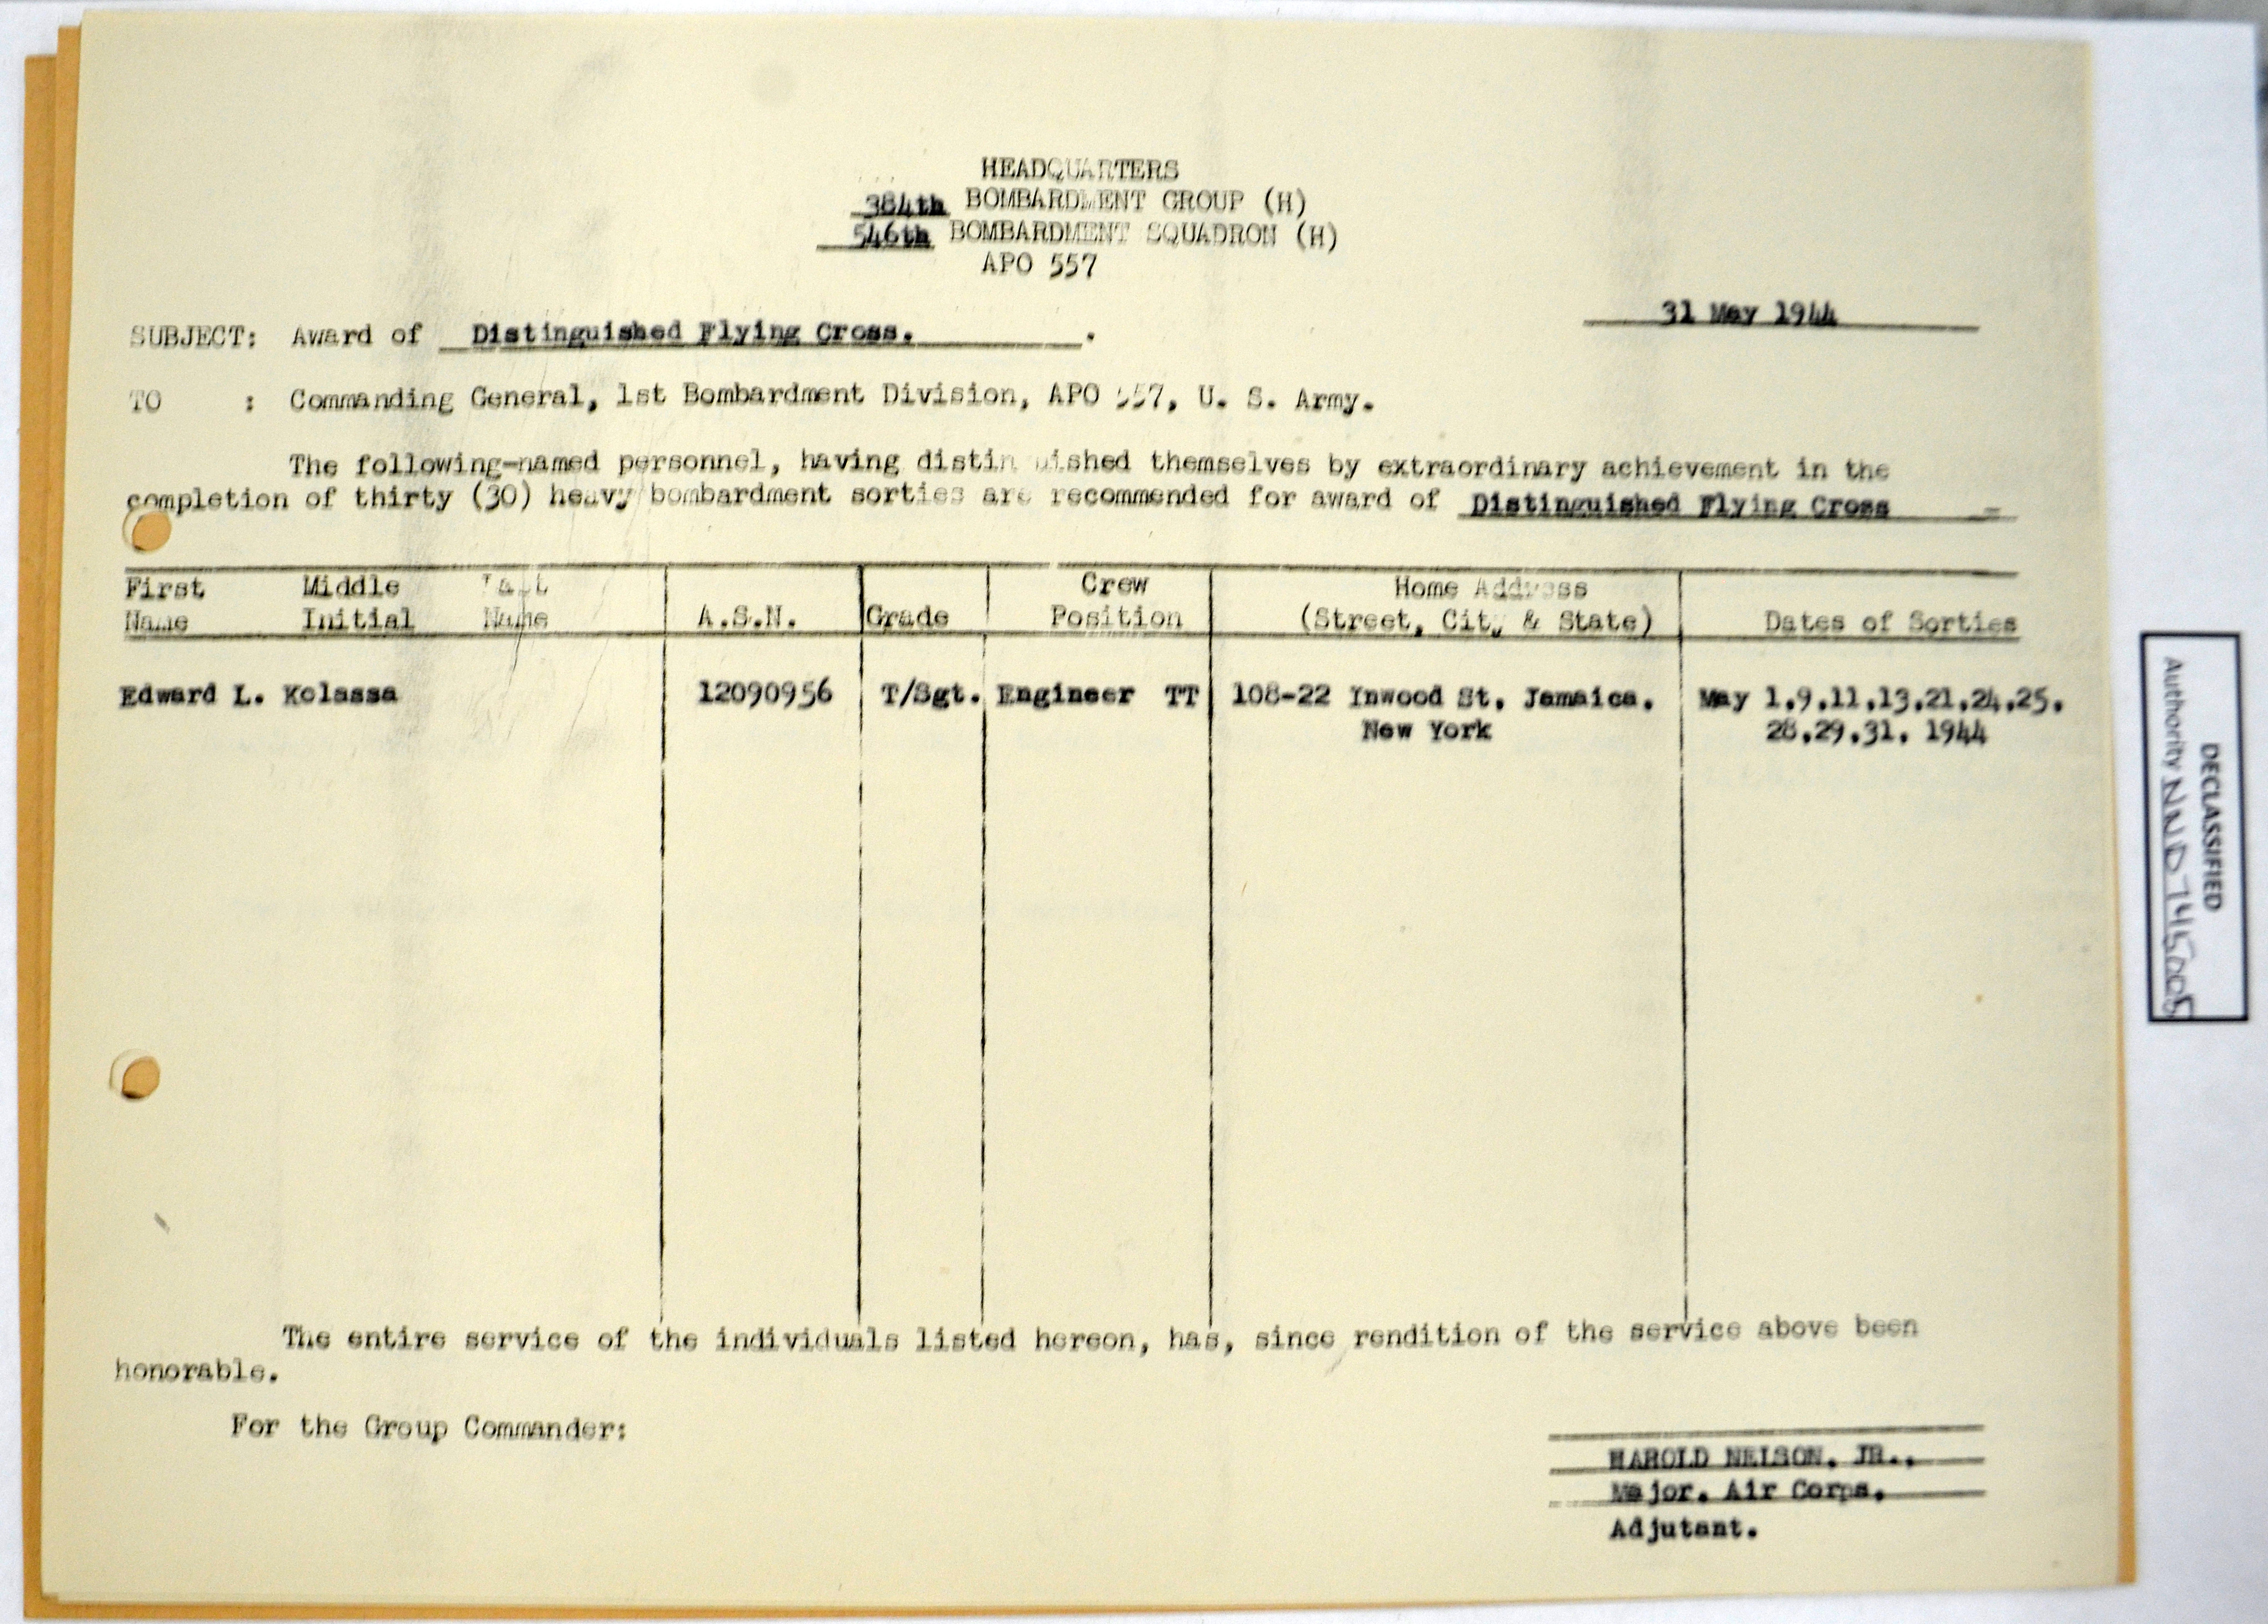 HEADQUARTERS
384th BOMBARDMENT GROUP (H)
546th BOMBARDMENT SQUADRON (H)
APO 557
31 May 1944
SUBJECT: Award of Distinguished Flying Cross. .
TO : Commanding General, 1st Bombardment Division, APO 557, U. S. Army.
The following-named personnel, having distin uished themselves by extraordinary achievement in the
completion of thirty (30) heavy bombardment sorties are recommended for award of Distinguished Flying Cross
First Middle Last Crew Home Address
Name Initial Name A.S.N. Grade Position (Street, City & State) Dates of Sorties
Edward L. Kolassa 12090956 T/Sgt. Engineer TT 108-22 Inwood St, Jamaica, May 1,9,11,13,21,24,25,
New York 28,29,31, 1944
The entire service of the individuals listed hereon, has, since rendition of the service above been
honorable.
For the Group Commander:
HAROLD NELSON, JR.,
Major, Air Corps,
Adjutant.
DECLASSIFIED
Authority NND 745005